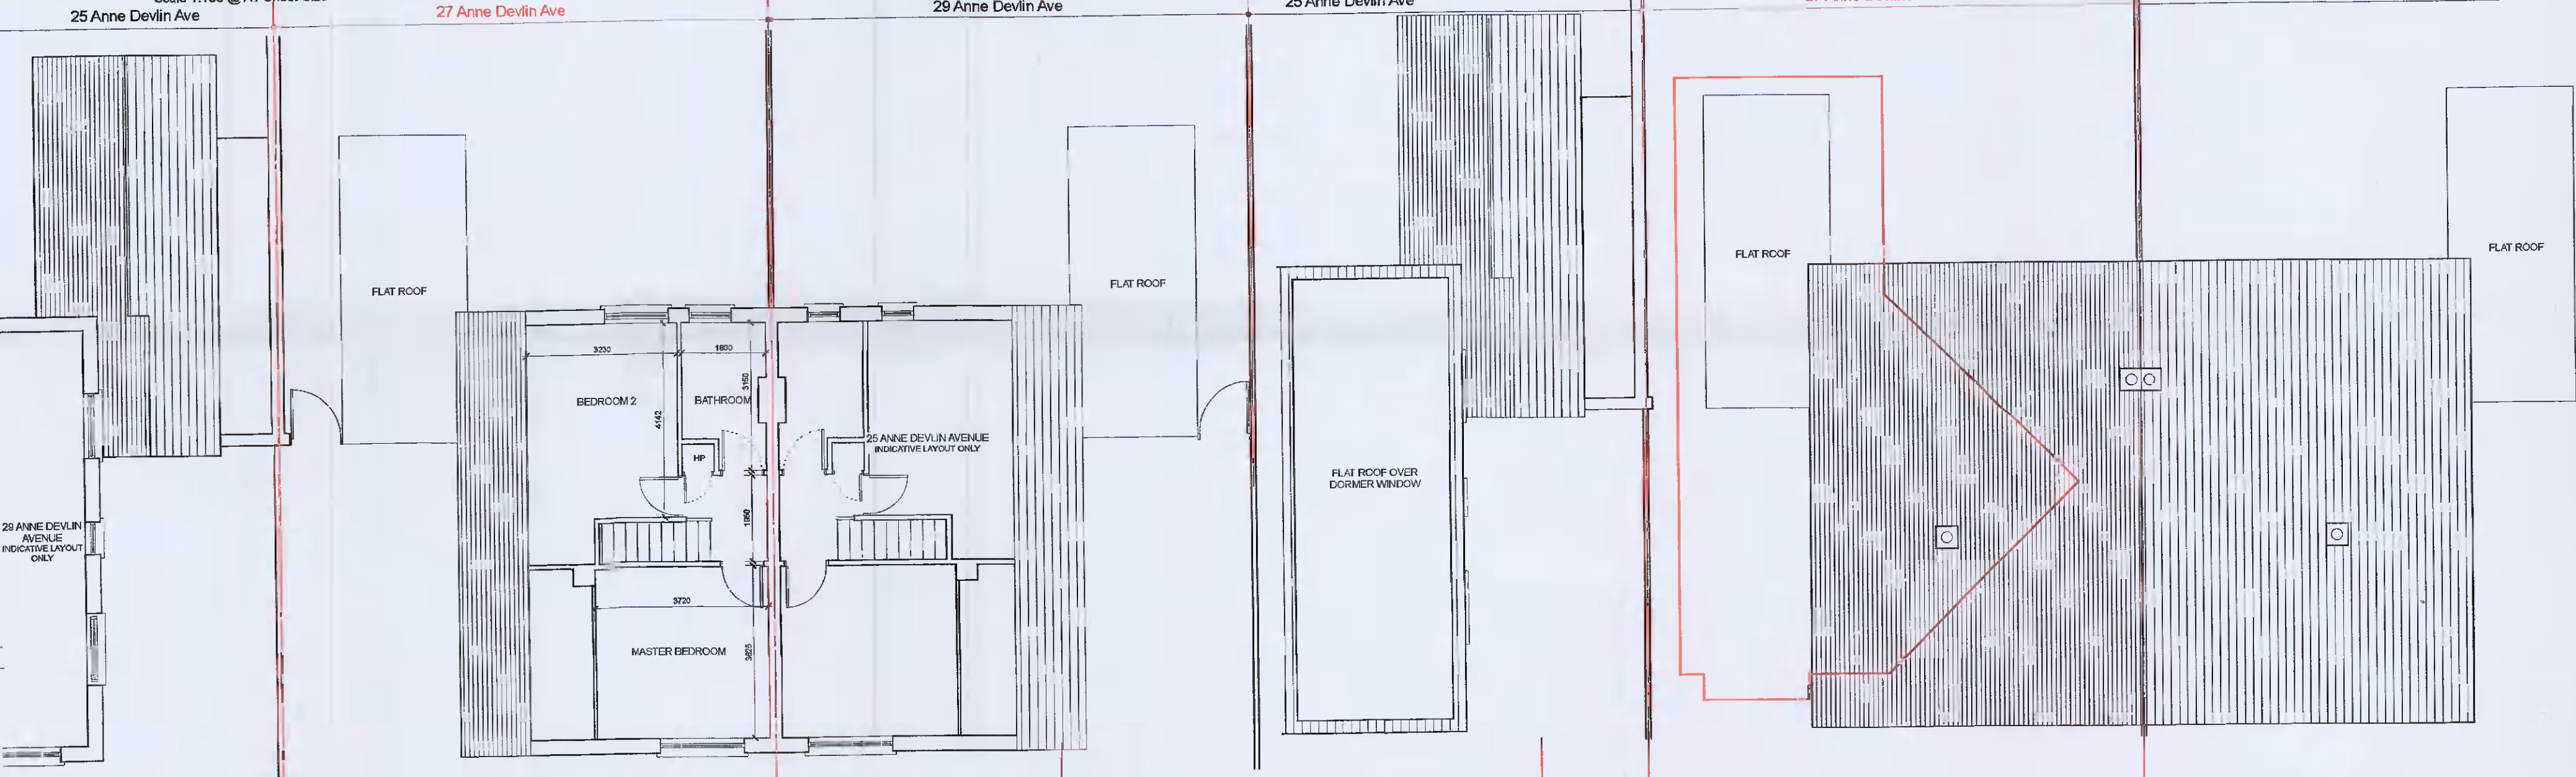 25 Anne Devlin Ave
27 Anne Devlin Ave
29 Anne Devlin Ave
25 Anne Devlin Ave
FLAT ROOF
FLAT ROOF
FLAT ROOF
FLAT ROOF
3230
1800
3150
4142
BEDROOM 2
BATHROOM
HP
25 ANNE DEVLIN AVENUE
INDICATIVE LAYOUT ONLY
FLAT ROOF OVER
DORMER WINDOW
29 ANNE DEVLIN
AVENUE
INDICATIVE LAYOUT
ONLY
3720
MASTER BEDROOM